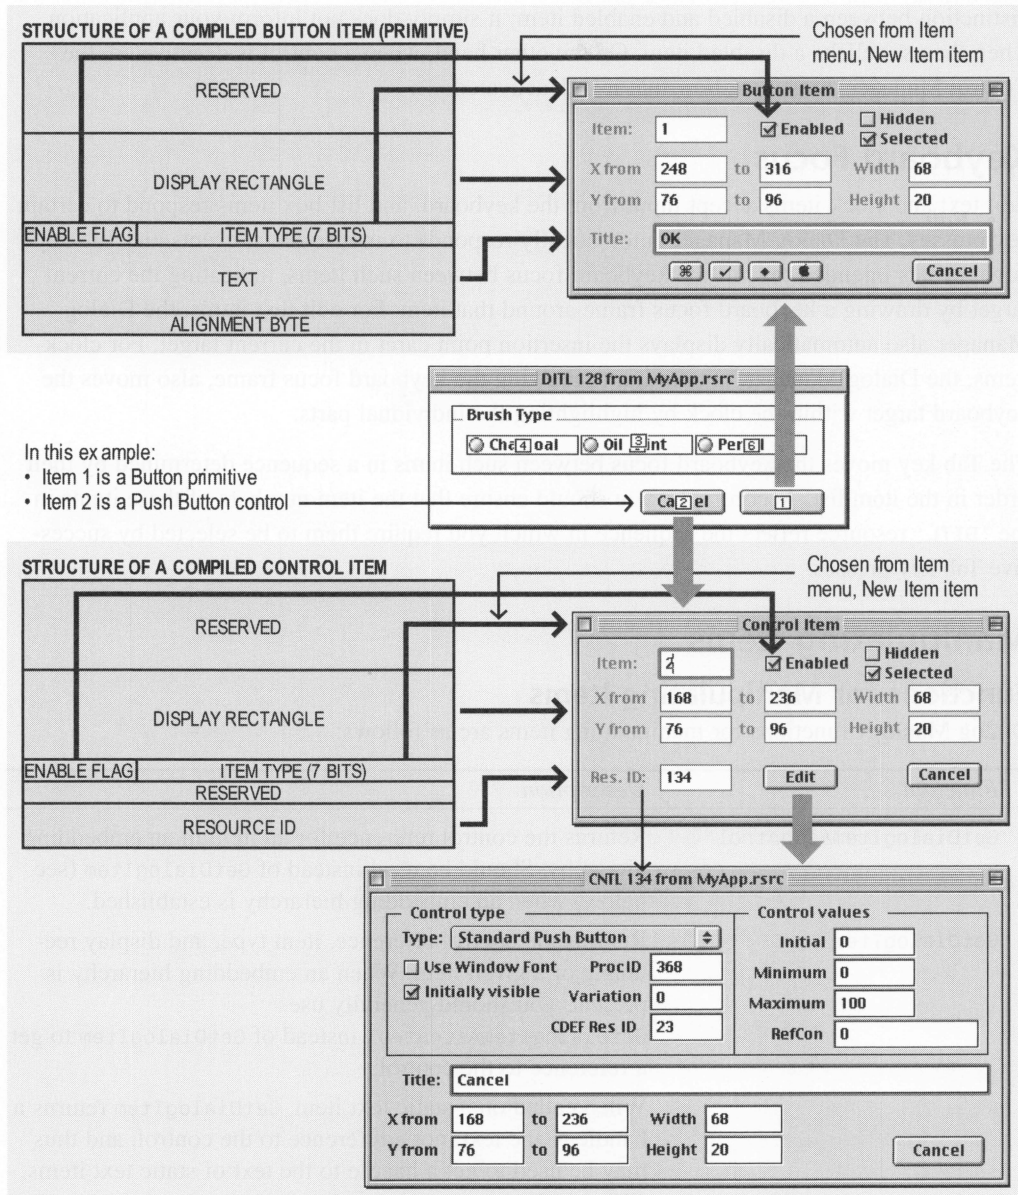 STRUCTURE OF A COMPILED BUTTON ITEM (PRIMITIVE)
Chosen from Item
menu, New Item item
RESERVED
DISPLAY RECTANGLE
ENABLE FLAG ITEM TYPE (7 BITS)
TEXT
ALIGNMENT BYTE
Button Item
Item: 1 Enabled Hidden
Selected
X from 248 to 316 Width 68
Y from 76 to 96 Height 20
Title: OK
Cancel
DITL 128 from MyApp.rsrc
Brush Type
4 Oil 3 6
2 1
In this example:
• Item 1 is a Button primitive
• Item 2 is a Push Button control
STRUCTURE OF A COMPILED CONTROL ITEM
Chosen from Item
menu, New Item item
RESERVED
DISPLAY RECTANGLE
ENABLE FLAG ITEM TYPE (7 BITS)
RESERVED
RESOURCE ID
Control Item
Item: 2 Enabled Hidden
Selected
X from 168 to 236 Width 68
Y from 76 to 96 Height 20
Res. ID: 134 Edit Cancel
CNTL 134 from MyApp.rsrc
Control type
Type: Standard Push Button
Use Window Font ProcID 368
Initially visible Variation 0
CDEF Res ID 23
Control values
Initial 0
Minimum 0
Maximum 100
RefCon 0
Title: Cancel
X from 168 to 236 Width 68
Y from 76 to 96 Height 20
Cancel